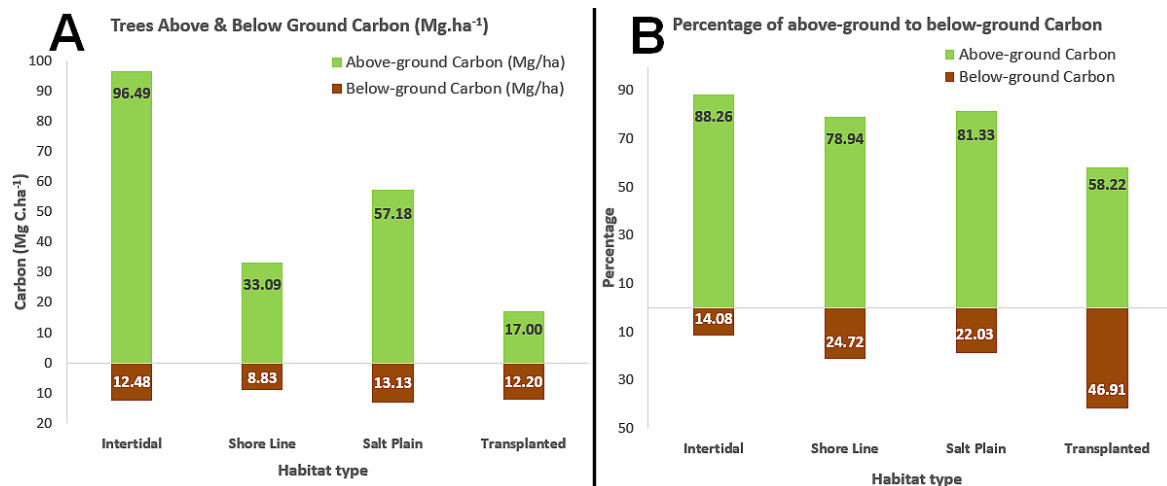 A
Trees Above & Below Ground Carbon (Mg.ha⁻¹)
Above-ground Carbon (Mg/ha)
Below-ground Carbon (Mg/ha)
Carbon (Mg C.ha⁻¹)
100
90
80
70
60
50
40
30
20
10
0
10
20
96.49
33.09
57.18
17.00
12.48
8.83
13.13
12.20
Intertidal
Shore Line
Salt Plain
Transplanted
Habitat type
B
Percentage of above-ground to below-ground Carbon
Above-ground Carbon
Below-ground Carbon
Percentage
90
70
50
30
10
10
30
50
88.26
78.94
81.33
58.22
14.08
24.72
22.03
46.91
Intertidal
Shore Line
Salt Plain
Transplanted
Habitat type